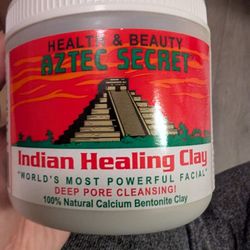 HEALTH & BEAUTY
AZTEC SECRET
Indian Healing Clay
"WORLD'S MOST POWERFUL FACIAL"
DEEP PORE CLEANSING!
100% Natural Calcium Bentonite Clay